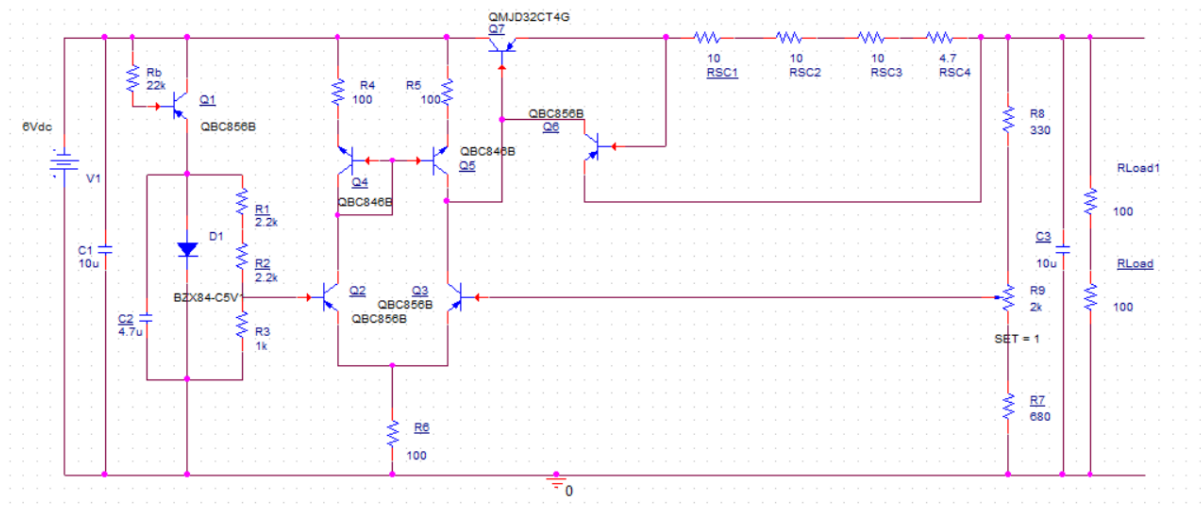 QMJD32CT4G
Q7
10
RSC1
10
RSC2
10
RSC3
4.7
RSC4
Rb
22k
Q1
QBC856B
R4
100
R5
100
QBC856B
Q6
R8
330
6Vdc
V1
QBC846B
Q5
Q4
QBC846B
RLoad1
100
R1
2.2k
D1
R2
2.2k
C1
10u
C3
10u
RLoad
100
BZX84-C5V1
Q2
QBC856B
Q3
QBC856B
R9
2k
SET = 1
C2
4.7u
R3
1k
R7
680
R6
100
0